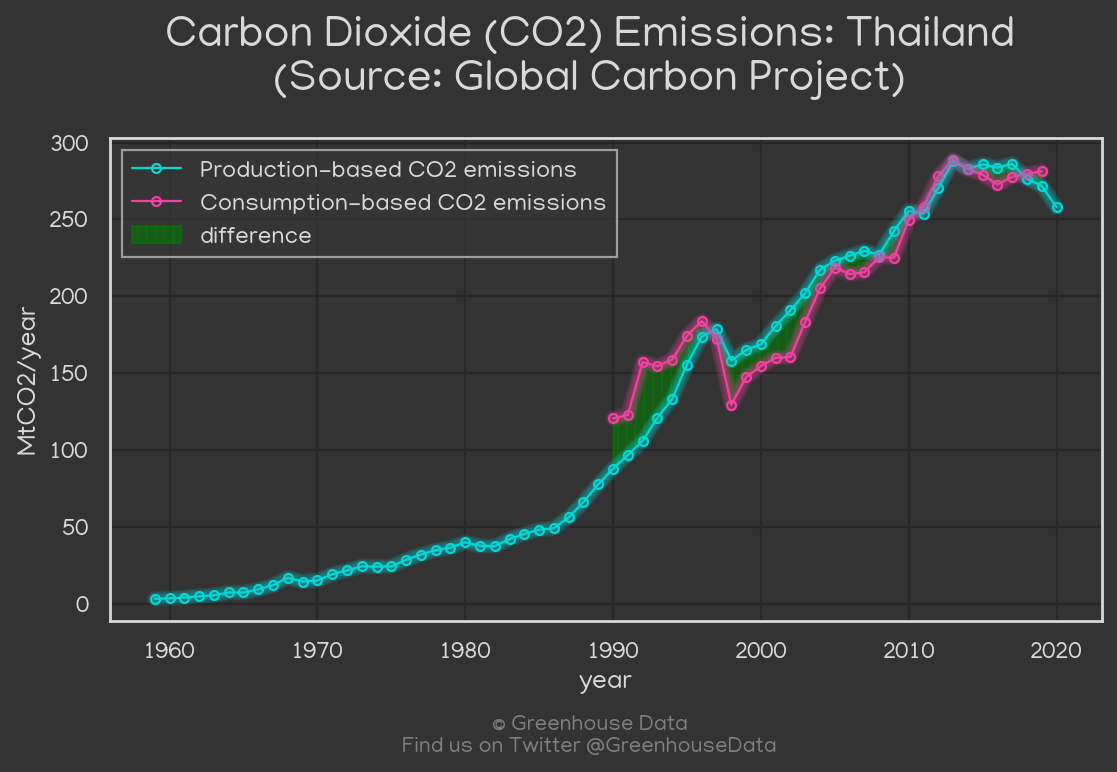 Carbon Dioxide (CO2) Emissions: Thailand
(Source: Global Carbon Project)
300
250
200
150
100
50
0
MtCO2/year
Production-based CO2 emissions
Consumption-based CO2 emissions
difference
1960 1970 1980 1990 2000 2010 2020
year
© Greenhouse Data
Find us on Twitter @GreenhouseData